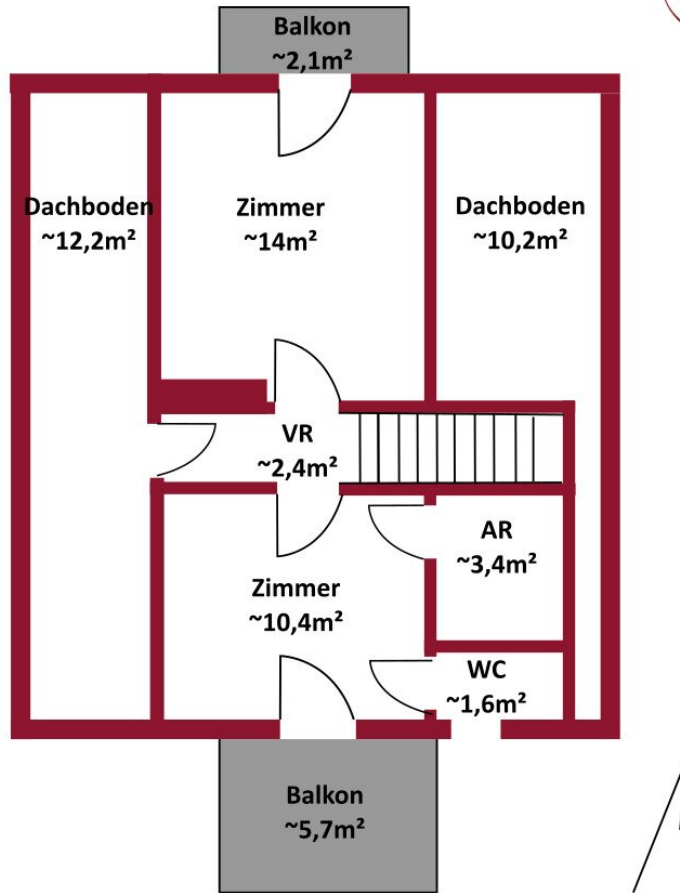 Balkon
~2,1m²
Dachboden
~12,2m²
Zimmer
~14m²
Dachboden
~10,2m²
VR
~2,4m²
AR
~3,4m²
Zimmer
~10,4m²
WC
~1,6m²
Balkon
~5,7m²